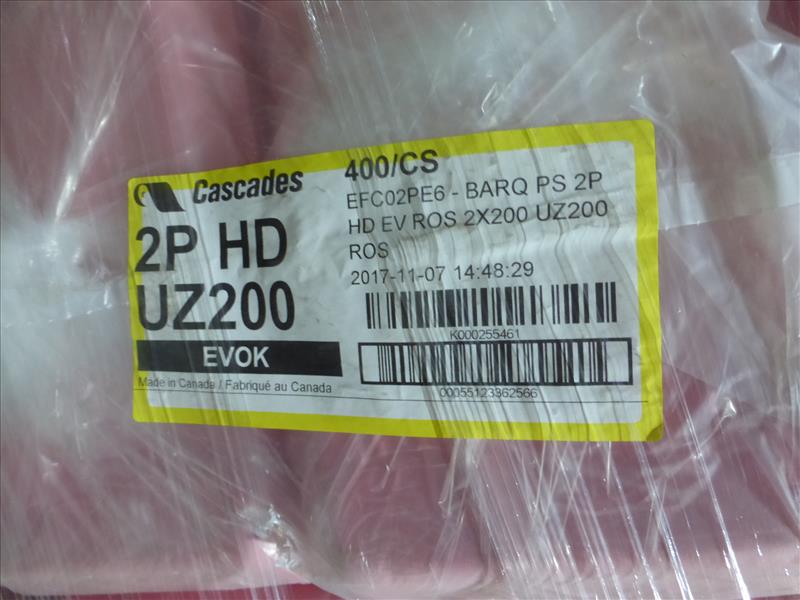 Cascades
2P HD
UZ200
EVOK
Made in Canada / Fabriqué au Canada
400/CS
EFC02PE6 - BARQ PS 2P
HD EV ROS 2X200 UZ200
ROS
2017-11-07 14:48:29
K000255461
00055123362566